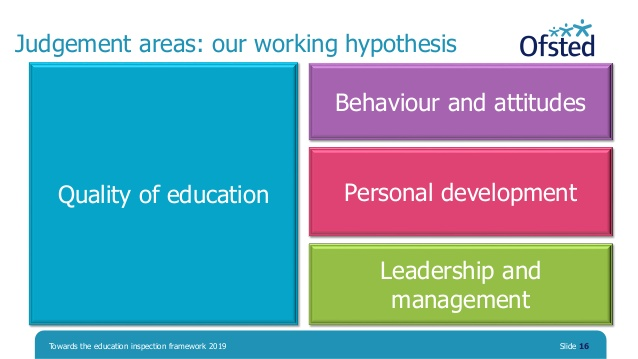 Judgement areas: our working hypothesis
Ofsted
Quality of education
Behaviour and attitudes
Personal development
Leadership and
management
Towards the education inspection framework 2019
Slide 16